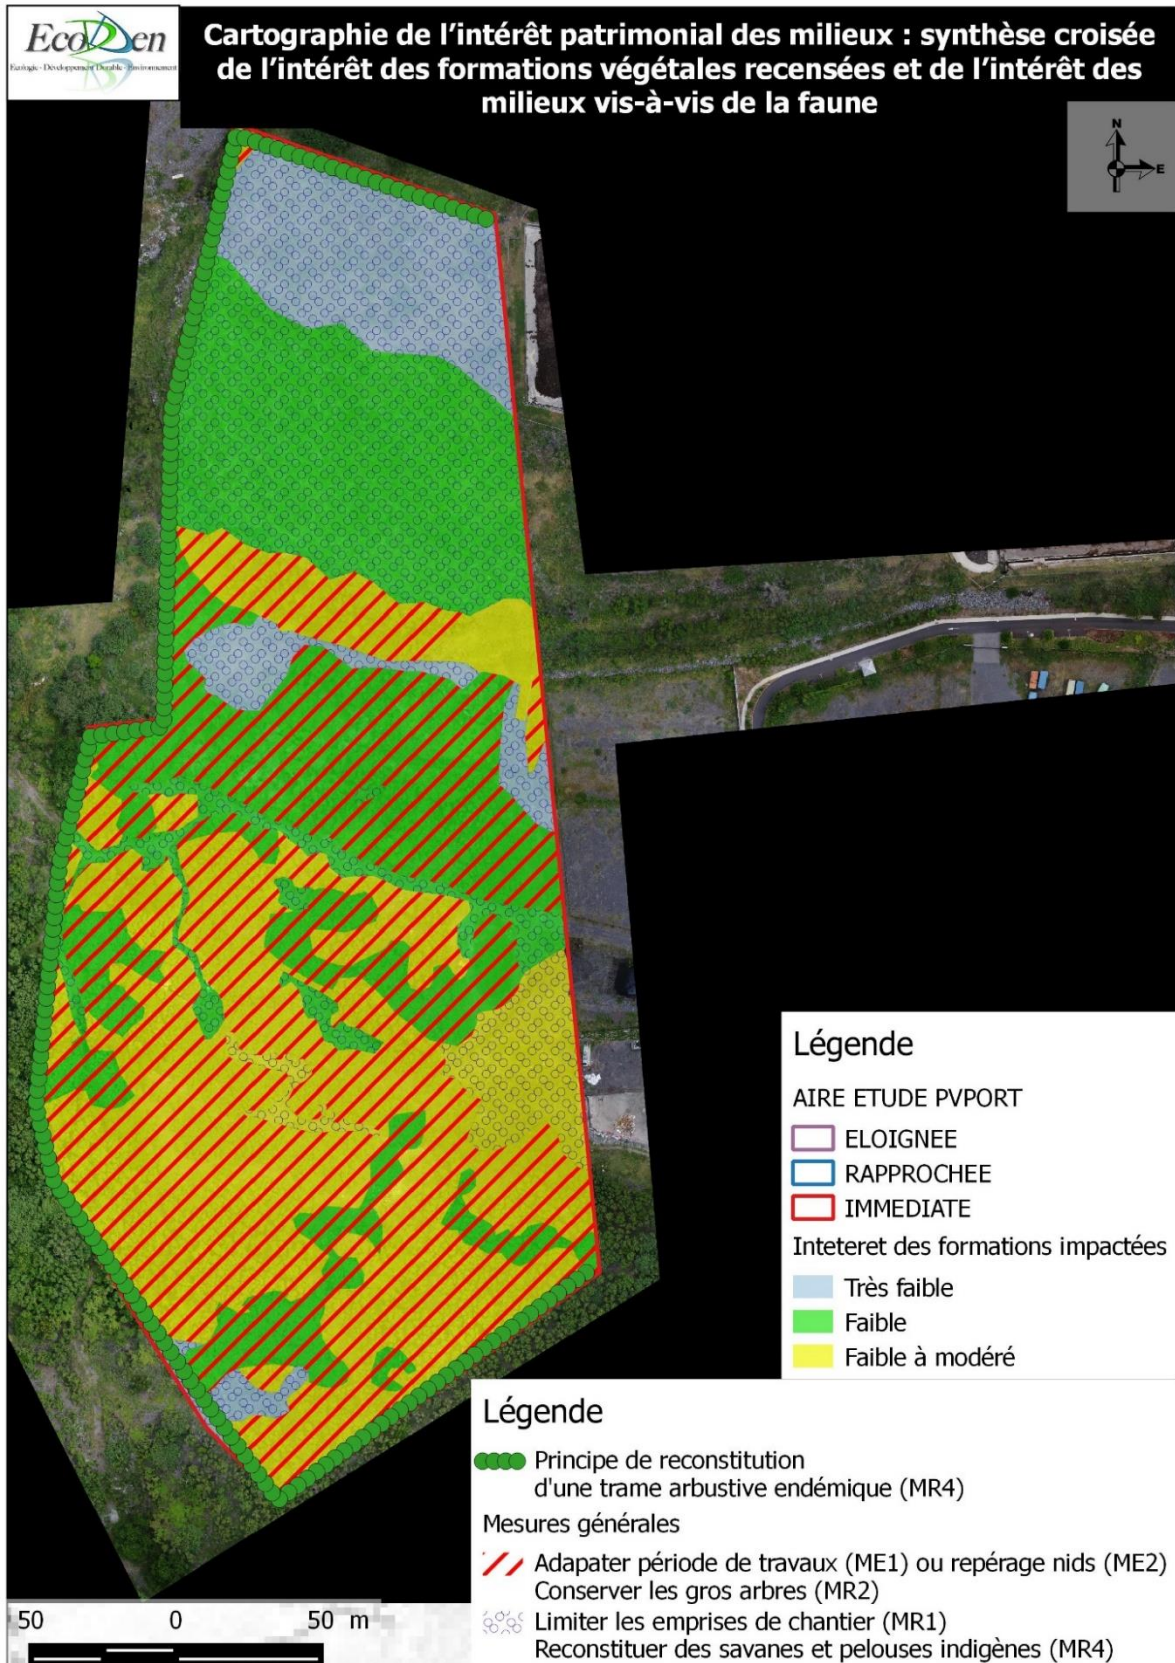 EcoDDen
Ecologie - Développement Durable - Environnement
Cartographie de l'intérêt patrimonial des milieux : synthèse croisée
de l'intérêt des formations végétales recensées et de l'intérêt des
milieux vis-à-vis de la faune
N
E
Légende
AIRE ETUDE PVPORT
ELOIGNEE
RAPPROCHEE
IMMEDIATE
Inteteret des formations impactées
Très faible
Faible
Faible à modéré
Légende
Principe de reconstitution
d'une trame arbustive endémique (MR4)
Mesures générales
Adapater période de travaux (ME1) ou repérage nids (ME2)
Conserver les gros arbres (MR2)
Limiter les emprises de chantier (MR1)
Reconstituer des savanes et pelouses indigènes (MR4)
50 0 50 m